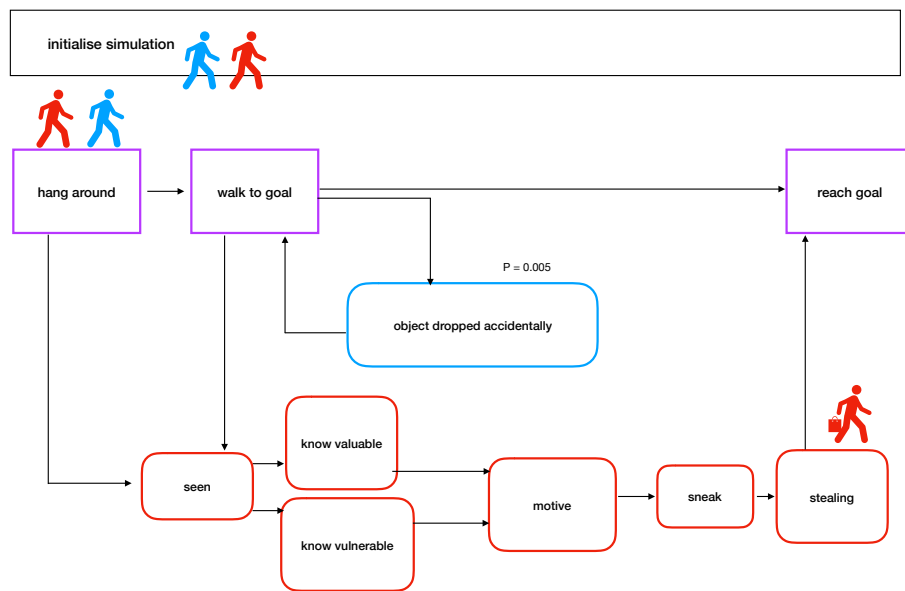 initialise simulation
hang around
walk to goal
reach goal
P = 0.005
object dropped accidentally
know valuable
seen
motive
sneak
stealing
know vulnerable